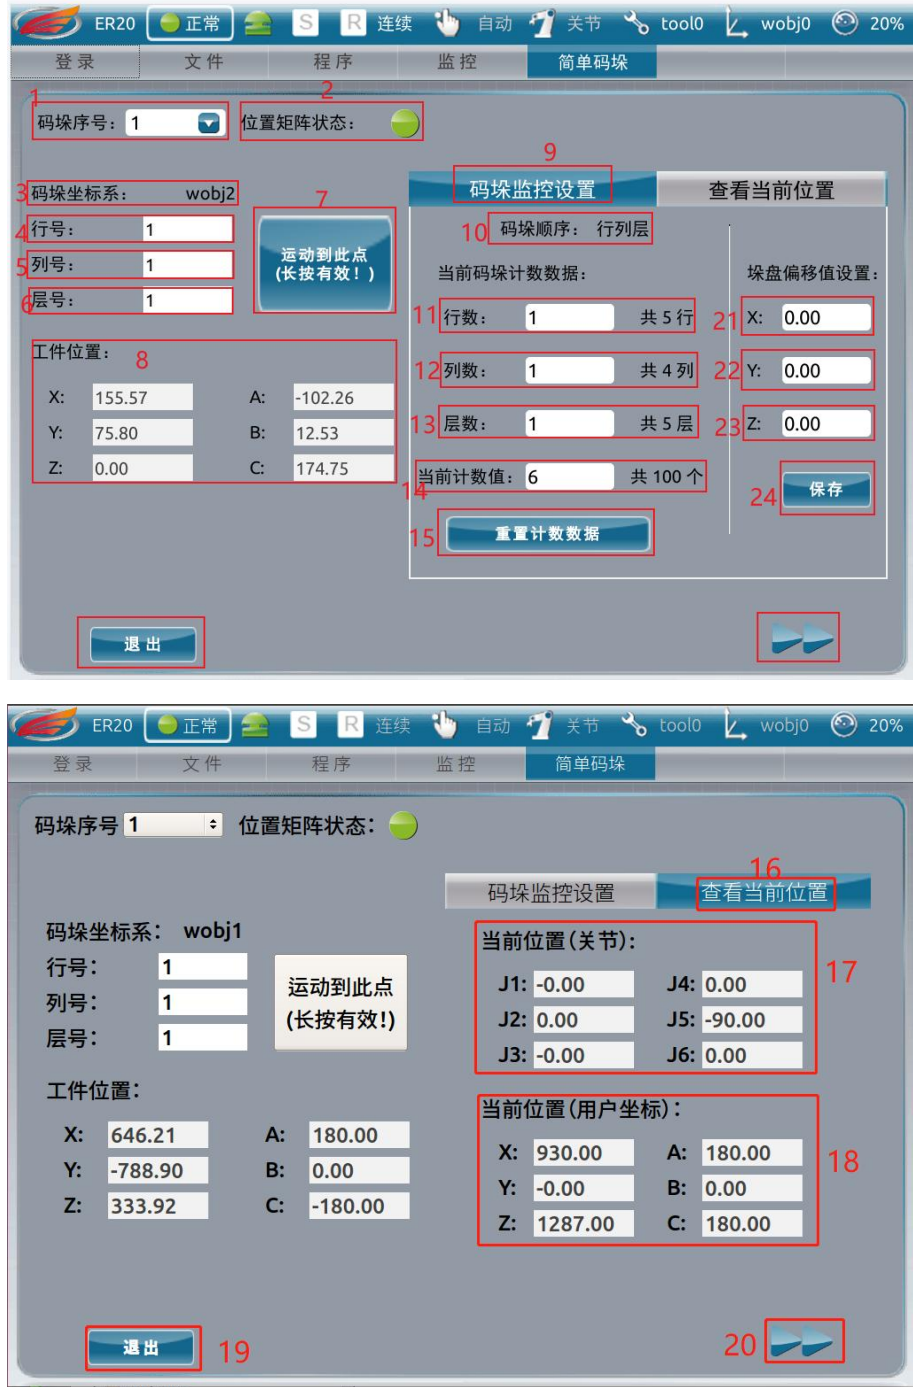 ER20 正常 S R 连续 自动 关节 tool0 wobj0 20%
登录 文件 程序 监控 简单码垛
1 2
码垛序号: 1 位置矩阵状态:
9
3 码垛坐标系: wobj2 7 码垛监控设置 查看当前位置
4 行号: 1 10 码垛顺序: 行列层
5 列号: 1 运动到此点
(长按有效!) 当前码垛计数数据: 垛盘偏移值设置:
6 层号: 1 11 行数: 1 共 5 行 21 X: 0.00
工件位置: 8 12 列数: 1 共 4 列 22 Y: 0.00
X: 155.57 A: -102.26
Y: 75.80 B: 12.53 13 层数: 1 共 5 层 23 Z: 0.00
Z: 0.00 C: 174.75 14 当前计数值: 6 共 100 个 24 保存
15 重置计数数据
退出
ER20 正常 S R 连续 自动 关节 tool0 wobj0 20%
登录 文件 程序 监控 简单码垛
码垛序号 1 位置矩阵状态:
16
码垛监控设置 查看当前位置
码垛坐标系: wobj1 当前位置(关节):
行号: 1 运动到此点 J1: -0.00 J4: 0.00 17
列号: 1 (长按有效!) J2: 0.00 J5: -90.00
层号: 1 J3: -0.00 J6: 0.00
工件位置: 当前位置(用户坐标):
X: 646.21 A: 180.00 X: 930.00 A: 180.00 18
Y: -788.90 B: 0.00 Y: -0.00 B: 0.00
Z: 333.92 C: -180.00 Z: 1287.00 C: 180.00
退出 19 20